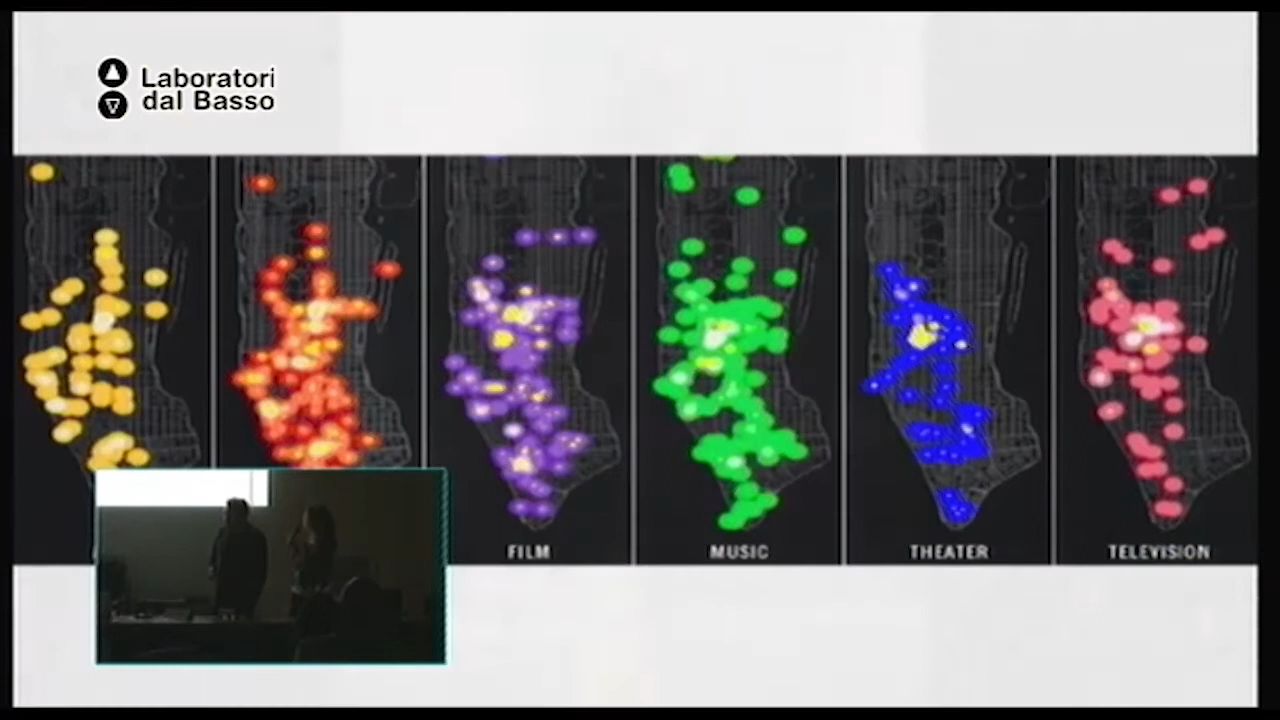 Laboratori
dal Basso
FILM
MUSIC
THEATER
TELEVISION